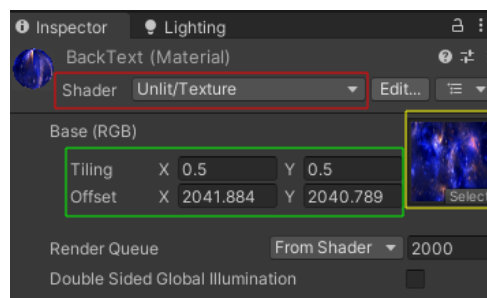 Inspector Lighting
BackText (Material)
Shader Unlit/Texture Edit...
Base (RGB)
Tiling X 0.5 Y 0.5
Offset X 2041.884 Y 2040.789
Select
Render Queue From Shader 2000
Double Sided Global Illumination